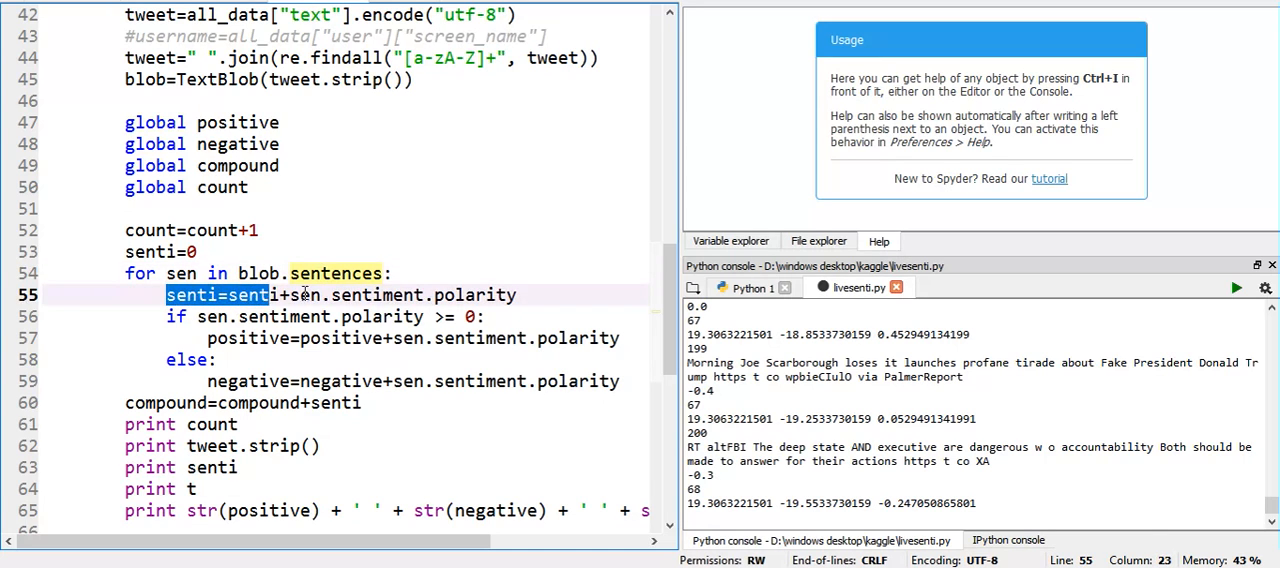 42 tweet=all_data["text"].encode("utf-8")
43 #username=all_data["user"]["screen_name"]
44 tweet=" ".join(re.findall("[a-zA-Z]+", tweet))
45 blob=TextBlob(tweet.strip())
46
47 global positive
48 global negative
49 global compound
50 global count
51
52 count=count+1
53 senti=0
54 for sen in blob.sentences:
55 senti=senti+sen.sentiment.polarity
56 if sen.sentiment.polarity >= 0:
57 positive=positive+sen.sentiment.polarity
58 else:
59 negative=negative+sen.sentiment.polarity
60 compound=compound+senti
61 print count
62 print tweet.strip()
63 print senti
64 print t
65 print str(positive) + ' ' + str(negative) + ' ' + s
66
Usage
Here you can get help of any object by pressing Ctrl+I in
front of it, either on the Editor or the Console.
Help can also be shown automatically after writing a left
parenthesis next to an object. You can activate this
behavior in Preferences > Help.
New to Spyder? Read our tutorial
Variable explorer File explorer Help
Python console - D:\windows desktop\kaggle\livesenti.py
Python 1 livesenti.py
0.0
67
19.3063221501 -18.8533730159 0.452949134199
199
Morning Joe Scarborough loses it launches profane tirade about Fake President Donald Tr
ump https t co wpbieCIulO via PalmerReport
-0.4
67
19.3063221501 -19.2533730159 0.0529491341991
200
RT altFBI The deep state AND executive are dangerous w o accountability Both should be
made to answer for their actions https t co XA
-0.3
68
19.3063221501 -19.5533730159 -0.247050865801
Python console - D:\windows desktop\kaggle\livesenti.py IPython console
Permissions: RW End-of-lines: CRLF Encoding: UTF-8 Line: 55 Column: 23 Memory: 43 %